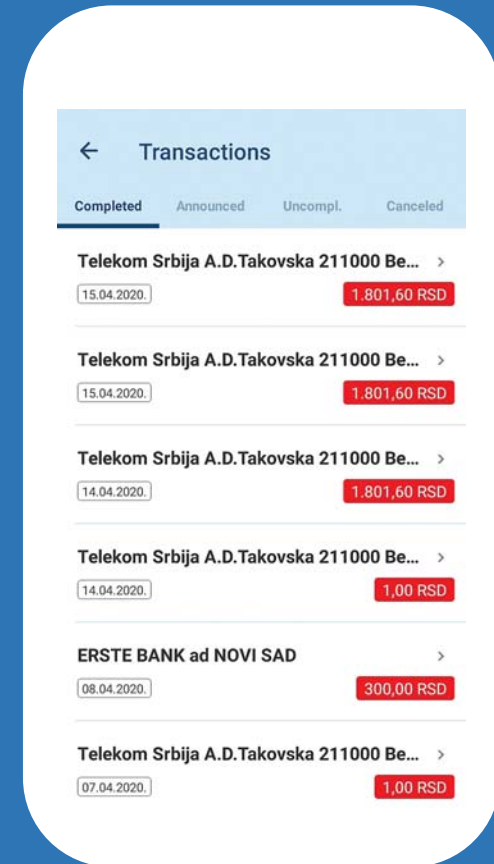 Transactions
Completed Announced Uncompl. Canceled
Telekom Srbija A.D.Takovska 211000 Be...
15.04.2020. 1.801,60 RSD
Telekom Srbija A.D.Takovska 211000 Be...
15.04.2020. 1.801,60 RSD
Telekom Srbija A.D.Takovska 211000 Be...
14.04.2020. 1.801,60 RSD
Telekom Srbija A.D.Takovska 211000 Be...
14.04.2020. 1,00 RSD
ERSTE BANK ad NOVI SAD
08.04.2020. 300,00 RSD
Telekom Srbija A.D.Takovska 211000 Be...
07.04.2020. 1,00 RSD